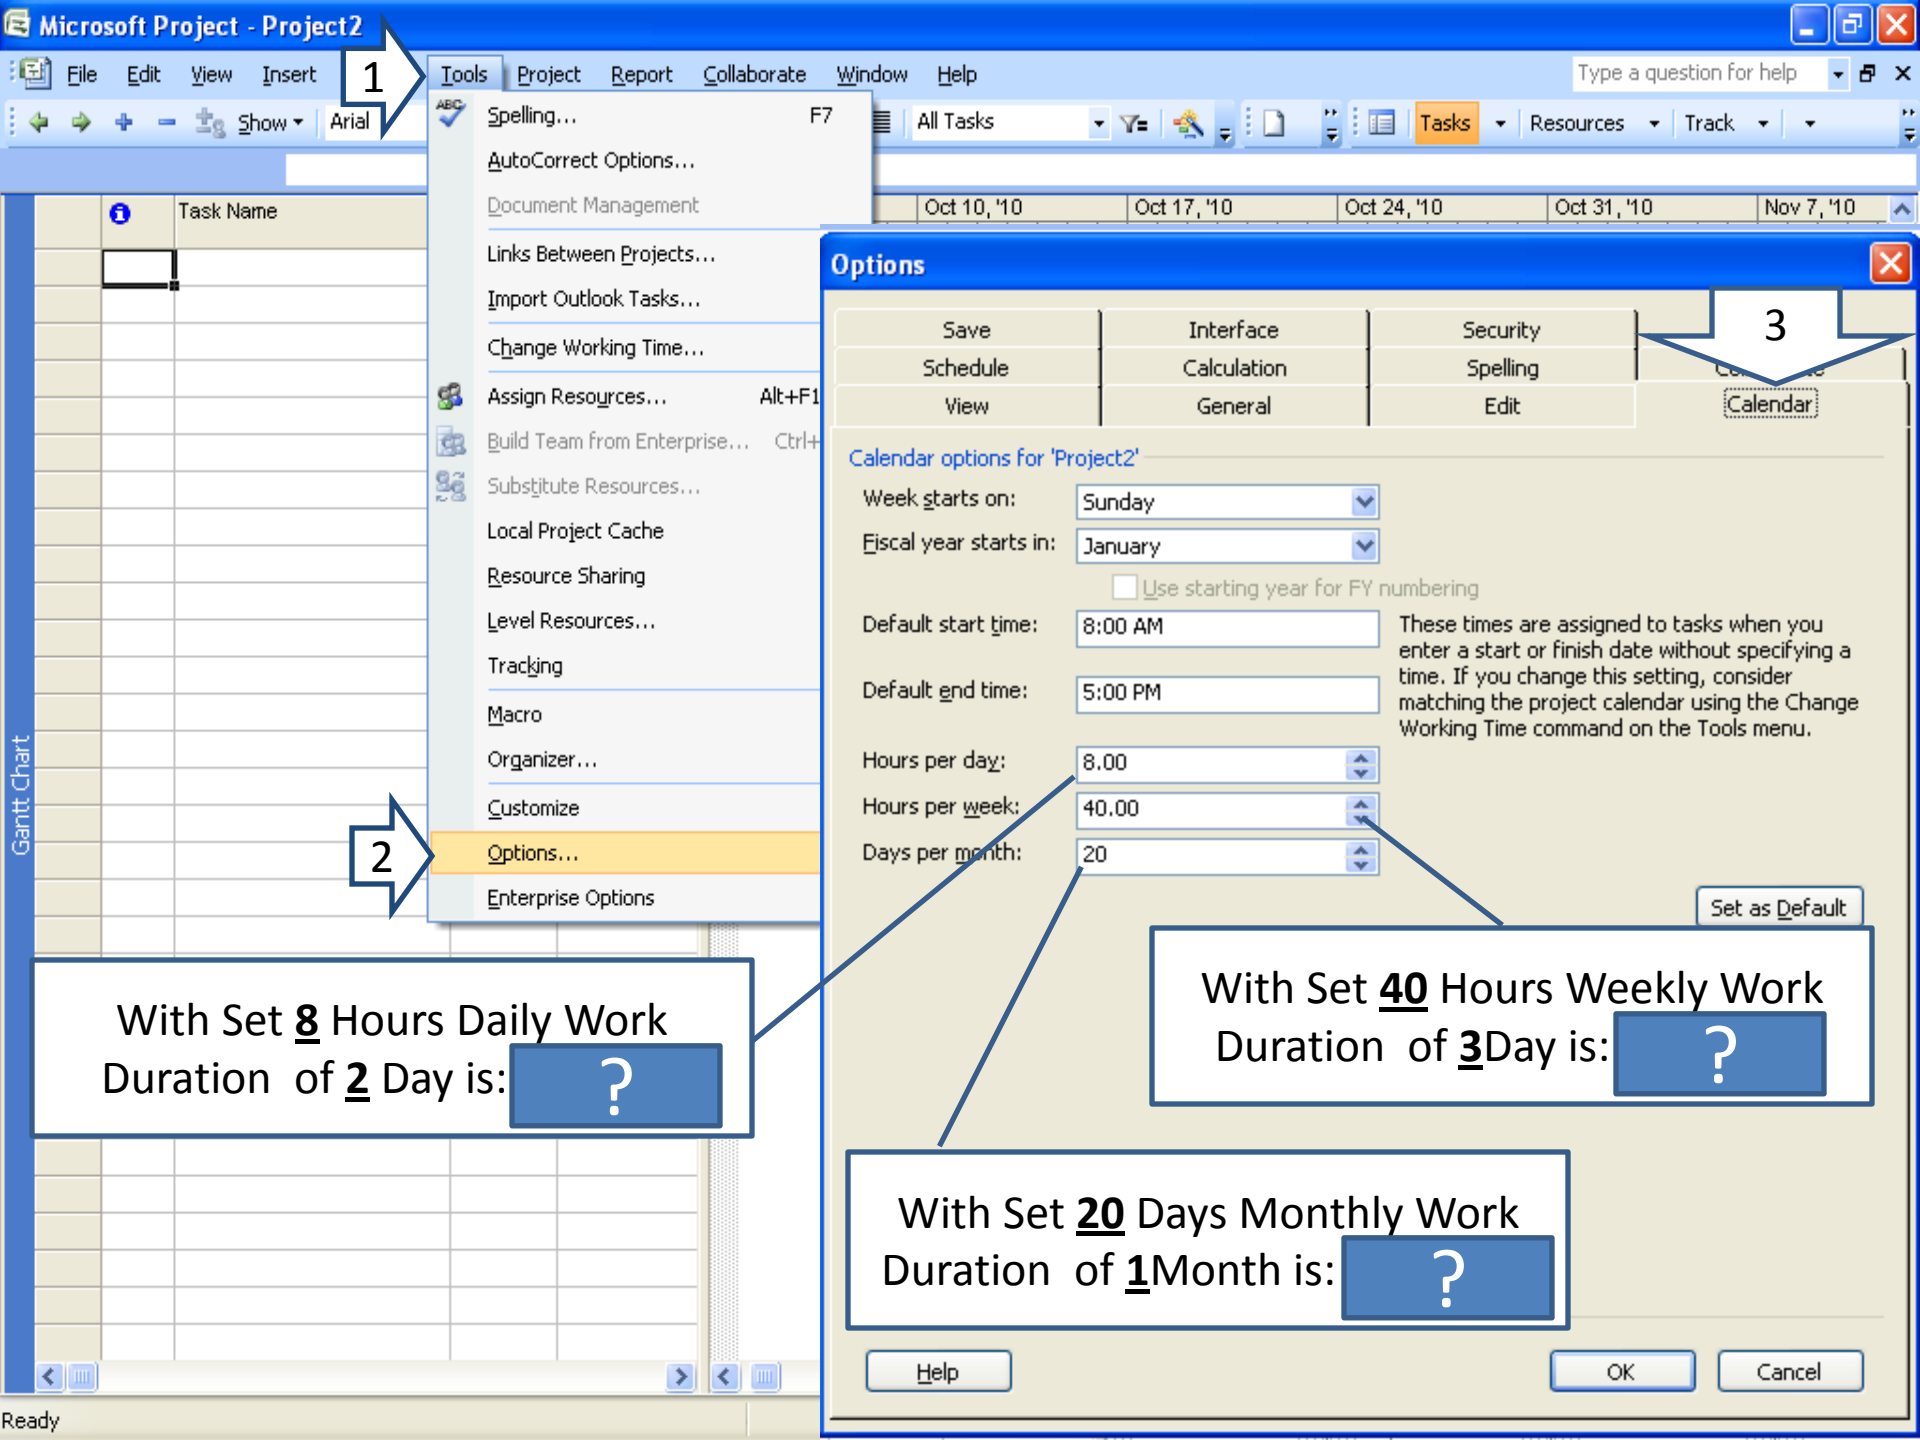 Microsoft Project - Project2
File Edit View Insert 1 Tools Project Report Collaborate Window Help Type a question for help
Show Arial All Tasks Tasks Resources Track
ABC Spelling... F7
AutoCorrect Options...
Document Management
Links Between Projects...
Import Outlook Tasks...
Change Working Time...
Assign Resources... Alt+F1
Build Team from Enterprise... Ctrl+
Substitute Resources...
Local Project Cache
Resource Sharing
Level Resources...
Tracking
Macro
Organizer...
Customize
2 Options...
Enterprise Options
Task Name
Oct 10, '10 Oct 17, '10 Oct 24, '10 Oct 31, '10 Nov 7, '10
Gantt Chart
Options
3
Save Interface Security
Schedule Calculation Spelling
View General Edit Calendar
Calendar options for 'Project2'
Week starts on: Sunday
Fiscal year starts in: January
Use starting year for FY numbering
Default start time: 8:00 AM
Default end time: 5:00 PM
These times are assigned to tasks when you
enter a start or finish date without specifying a
time. If you change this setting, consider
matching the project calendar using the Change
Working Time command on the Tools menu.
Hours per day: 8.00
Hours per week: 40.00
Days per month: 20
Set as Default
With Set 8 Hours Daily Work
Duration of 2 Day is: ?
With Set 40 Hours Weekly Work
Duration of 3Day is: ?
With Set 20 Days Monthly Work
Duration of 1Month is: ?
Help OK Cancel
Ready